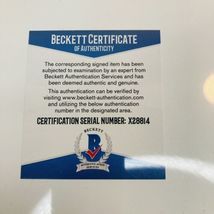 BECKETT CERTIFICATE
OF AUTHENTICITY
The corresponding signed item has been
subjected to examination by an expert from
Beckett Authentication Services and has been
deemed to be authentic.
This authentication can be verified by
visiting www.beckett-authentication.com and
and utilizing the below authentication
number in the designated area.
CERTIFICATION SERIAL NUMBER: X28814
BECKETT
B